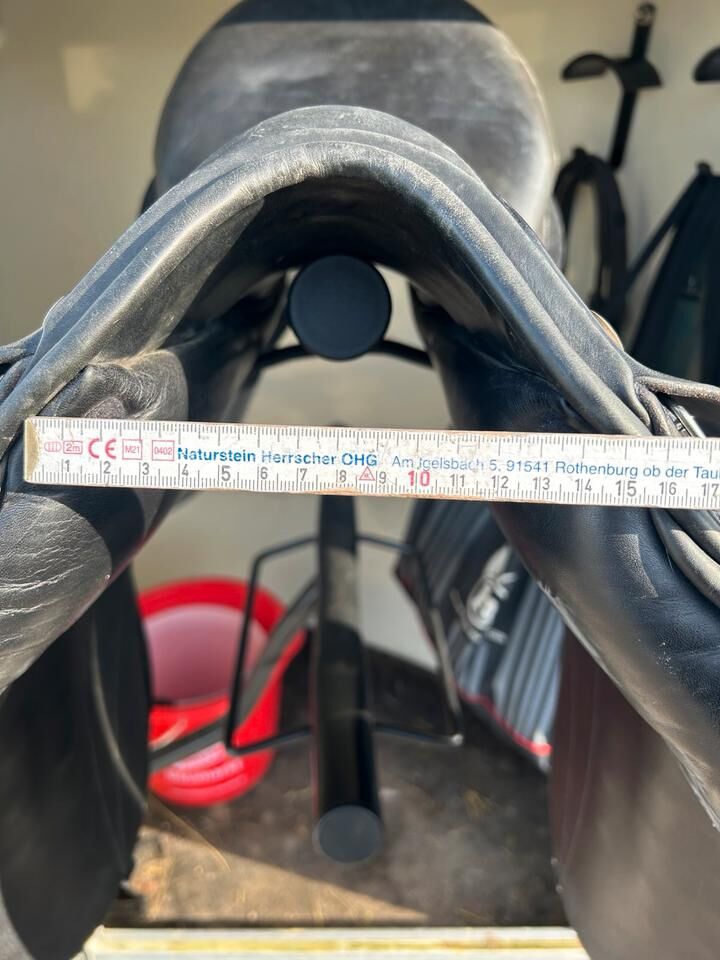 2m CE M21 0402 Naturstein Herrscher OHG Am Igelsbach 5, 91541 Rothenburg ob der Tau
1 2 3 4 5 6 7 8 9 10 11 12 13 14 15 16 17